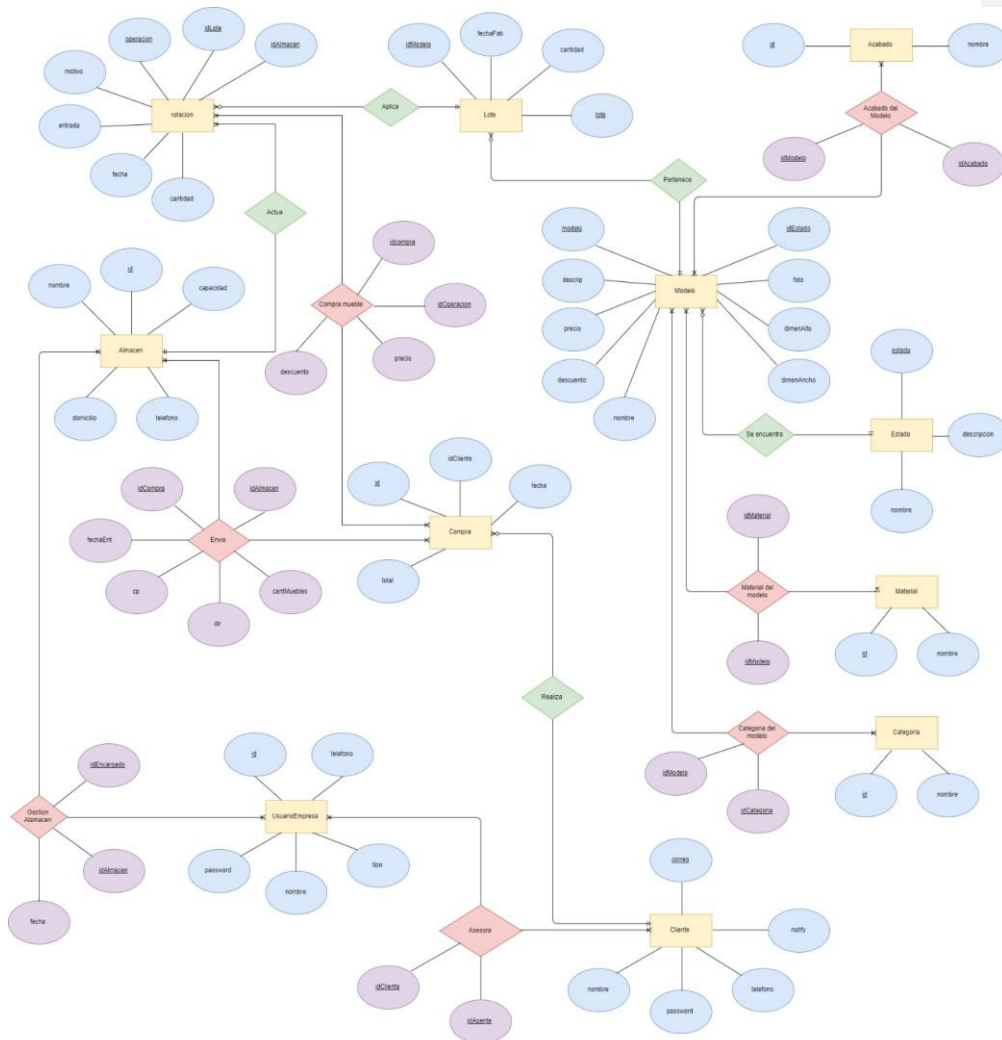 operacion
idLote
idAlmacen
motivo
entrada
rotacion
fecha
cantidad
Aplica
idModelo
fechaFab
cantidad
Lote
lote
id
Acabado
nombre
Acabado del
Modelo
idModelo
idAcabado
Pertenece
Actua
modelo
idEstado
descrip
foto
Modelo
precio
dimenAlto
descuento
dimenAncho
nombre
idcompra
Compra mueble
idOperacion
descuento
precio
nombre
id
capacidad
Almacen
domicilio
telefono
estado
Se encuentra
Estado
descripcion
nombre
idCompra
idAlmacen
fechaEnt
Envio
cp
cantMuebles
dir
id
idCliente
fecha
Compra
total
idMaterial
Material del
modelo
Material
idModelo
id
nombre
Realiza
Categoria del
modelo
Categoria
idModelo
idCategoria
id
nombre
idEncargado
Gestion
Alamacen
idAlmacen
fecha
id
telefono
UsuarioEmpresa
password
nombre
tipo
Asesora
idCliente
idAgente
correo
Cliente
notify
nombre
password
telefono